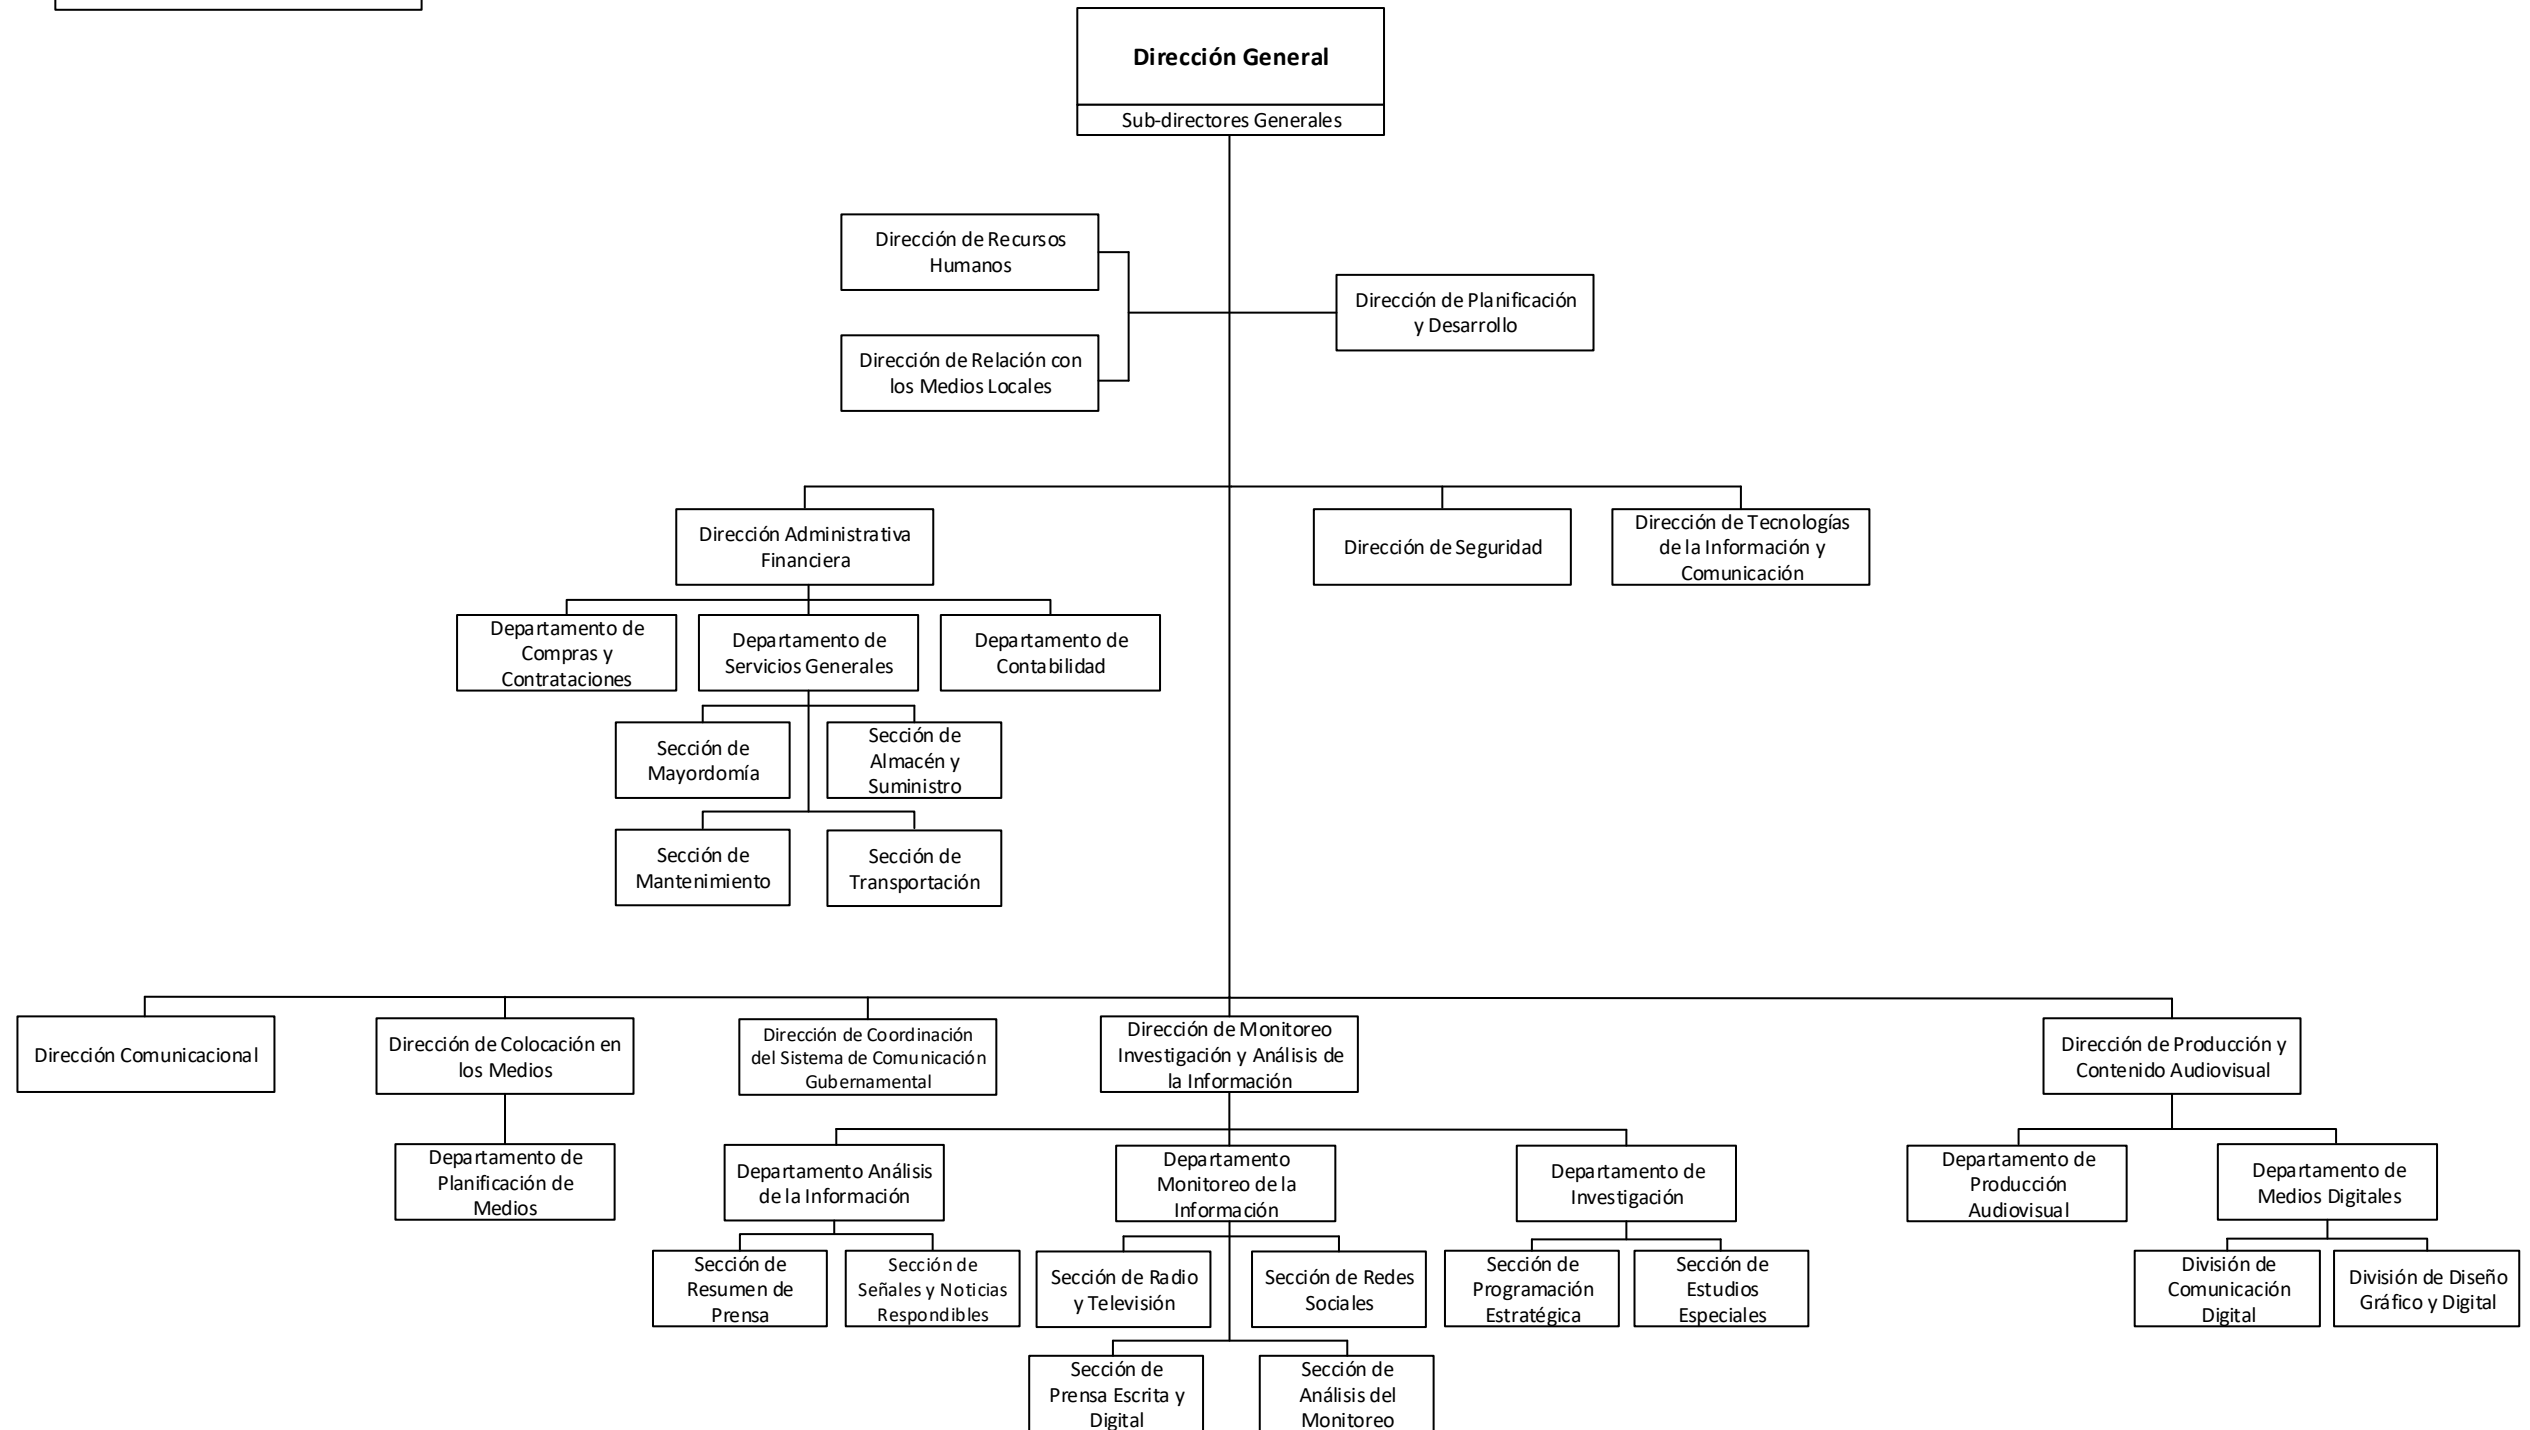 Dirección General
Sub-directores Generales
Dirección de Recursos
Humanos
Dirección de Planificación
y Desarrollo
Dirección de Relación con
los Medios Locales
Dirección Administrativa
Financiera
Dirección de Seguridad
Dirección de Tecnologías
de la Información y
Comunicación
Departamento de
Compras y
Contrataciones
Departamento de
Servicios Generales
Departamento de
Contabilidad
Sección de
Mayordomía
Sección de
Almacén y
Suministro
Sección de
Mantenimiento
Sección de
Transportación
Dirección Comunicacional
Dirección de Colocación en
los Medios
Dirección de Coordinación
del Sistema de Comunicación
Gubernamental
Dirección de Monitoreo
Investigación y Análisis de
la Información
Dirección de Producción y
Contenido Audiovisual
Departamento de
Planificación de
Medios
Departamento Análisis
de la Información
Departamento
Monitoreo de la
Información
Departamento de
Investigación
Departamento de
Producción
Audiovisual
Departamento de
Medios Digitales
Sección de
Resumen de
Prensa
Sección de
Señales y Noticias
Respondibles
Sección de Radio
y Televisión
Sección de Redes
Sociales
Sección de
Programación
Estratégica
Sección de
Estudios
Especiales
División de
Comunicación
Digital
División de Diseño
Gráfico y Digital
Sección de
Prensa Escrita y
Digital
Sección de
Análisis del
Monitoreo